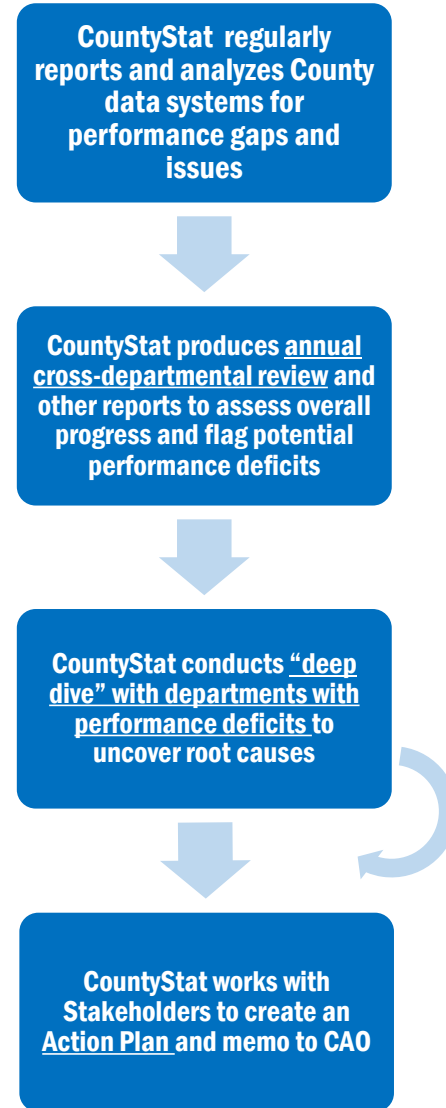 CountyStat regularly
reports and analyzes County
data systems for
performance gaps and
issues
CountyStat produces annual
cross-departmental review and
other reports to assess overall
progress and flag potential
performance deficits
CountyStat conducts “deep
dive” with departments with
performance deficits to
uncover root causes
CountyStat works with
Stakeholders to create an
Action Plan and memo to CAO